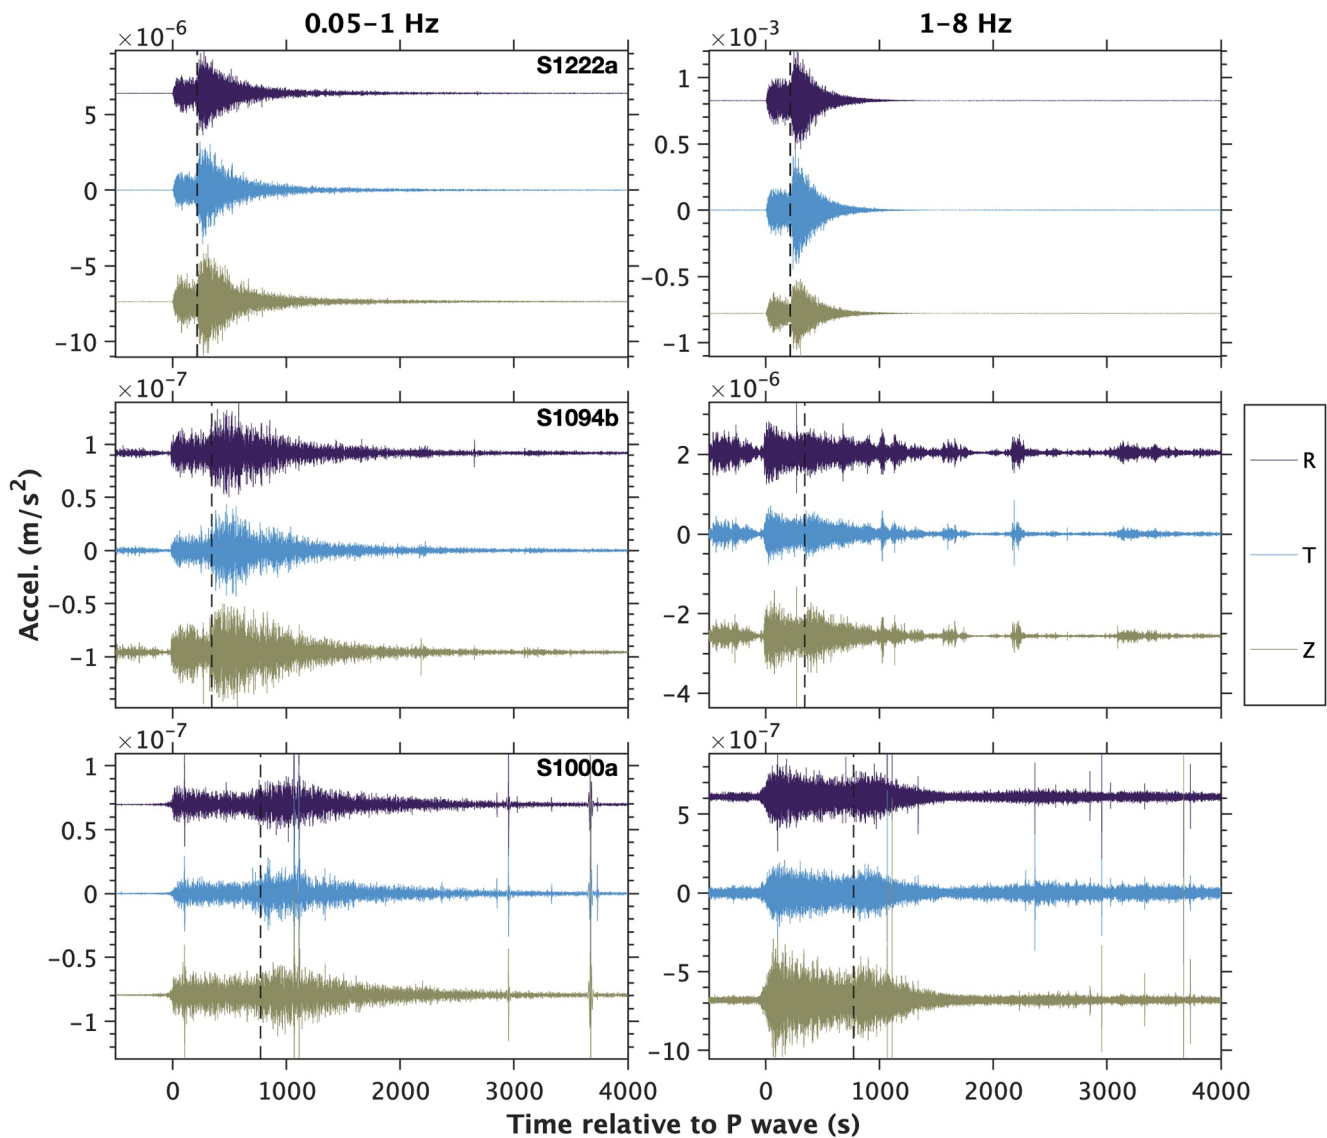 0.05–1 Hz
1–8 Hz
×10⁻⁶
S1222a
5
0
−5
−10
×10⁻³
1
0.5
0
−0.5
−1
×10⁻⁷
S1094b
1
0.5
0
−0.5
−1
×10⁻⁶
2
0
−2
−4
R
T
Z
Accel. (m/s²)
×10⁻⁷
S1000a
1
0.5
0
−0.5
−1
×10⁻⁷
5
0
−5
−10
0 1000 2000 3000 4000
0 1000 2000 3000 4000
Time relative to P wave (s)